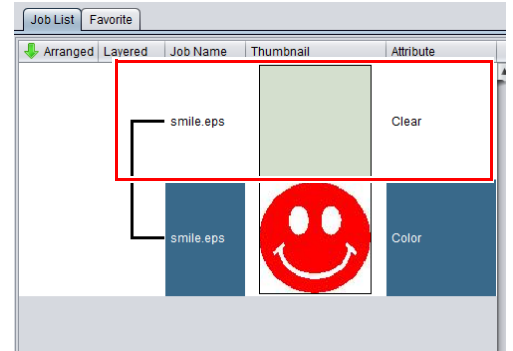 Job List Favorite
Arranged Layered Job Name Thumbnail Attribute
smile.eps Clear
smile.eps Color